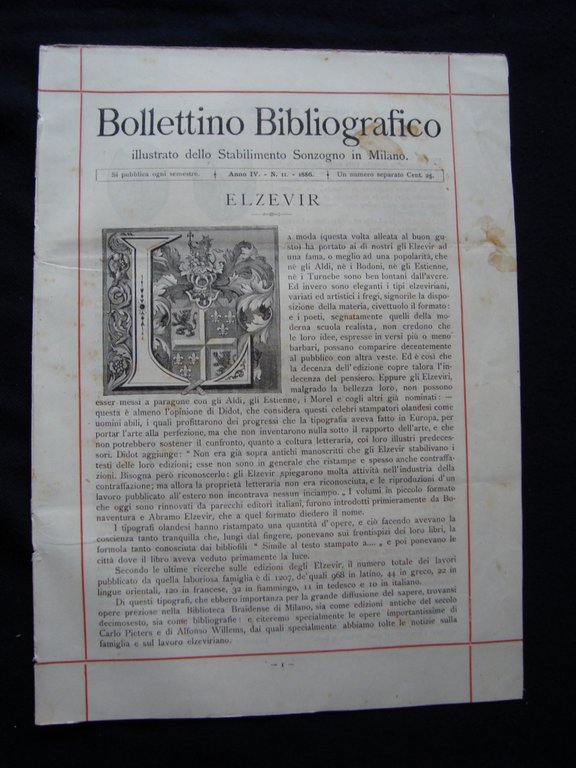 Bollettino Bibliografico
illustrato dello Stabilimento Sonzogno in Milano.
Si pubblica ogni semestre. Anno IV. - N. 11. - 1886. Un numero separato Cent. 25.
ELZEVIR
La moda (questa volta alleata al buon gu-
sto) ha portato ai dì nostri gli Elzevir ad
una fama, o meglio ad una popolarità, che
nè gli Aldi, nè i Bodoni, nè gli Estienne,
nè i Turnebe sono ben lontani dall'avere.
Ed invero sono eleganti i tipi elzeviriani,
variati ed artistici i fregi, signorile la dispo-
sizione della materia, civettuolo il formato:
e i poeti, segnatamente quelli della mo-
derna scuola realista, non credono che
le loro idee, espresse in versi più o meno
barbari, possano comparire decentemente
al pubblico con altra veste. Ed è così che
la decenza dell'edizione copre talora l'in-
decenza del pensiero. Eppure gli Elzeviri,
malgrado la bellezza loro, non possono
esser messi a paragone con gli Aldi, gli Estienne, i Morel e cogli altri già nominati: —
questa è almeno l'opinione di Didot, che considera questi celebri stampatori olandesi come
uomini abili, i quali profittarono dei progressi che la tipografia aveva fatto in Europa, per
portar l'arte alla perfezione, ma che non inventarono nulla sotto il rapporto dell'arte, e che
non potrebbero sostener il confronto, quanto a coltura letteraria, coi loro illustri predeces-
sori. Didot aggiunge: " Non era già sopra antichi manoscritti che gli Elzevir stabilivano i
testi delle loro edizioni; esse non sono in generale che ristampe e spesso anche contraffa-
zioni. Bisogna però riconoscerlo: gli Elzevir spiegarono molta attività nell'industria della
contraffazione; ma allora la proprietà letteraria non era riconosciuta, e le riproduzioni d'un
lavoro pubblicato all'estero non incontrava nessun inciampo. „ I volumi in piccolo formato
che oggi sono rinnovati da parecchi editori italiani, furono introdotti primieramente da Bo-
naventura e Abramo Elzevir, che a quel formato diedero il nome.
I tipografi olandesi hanno ristampato una quantità d'opere, e ciò facendo avevano la
coscienza tanto tranquilla che, lungi dal fingere, ponevano sui frontispizi dei loro libri, la
formola tanto conosciuta dai bibliofili " Simile al testo stampato a.... „ e poi ponevano le
città dove il libro aveva veduto primamente la luce.
Secondo le ultime ricerche sulle edizioni degli Elzevir, il numero totale dei lavori
pubblicato da quella laboriosa famiglia è di 1207, de' quali 968 in latino, 44 in greco, 22 in
lingue orientali, 120 in francese, 32 in fiammingo, 11 in tedesco e 10 in italiano.
Di questi tipografi, che ebbero importanza per la grande diffusione del sapere, trovansi
opere preziose nella Biblioteca Braidense di Milano, sia come edizioni antiche del secolo
decimosesto, sia come bibliografie: e citeremo specialmente le opere importantissime di
Carlo Pieters e di Alfonso Willems, dai quali specialmente abbiamo tolte le notizie sulla
famiglia e sul lavoro elzeviriano.
— 1 —